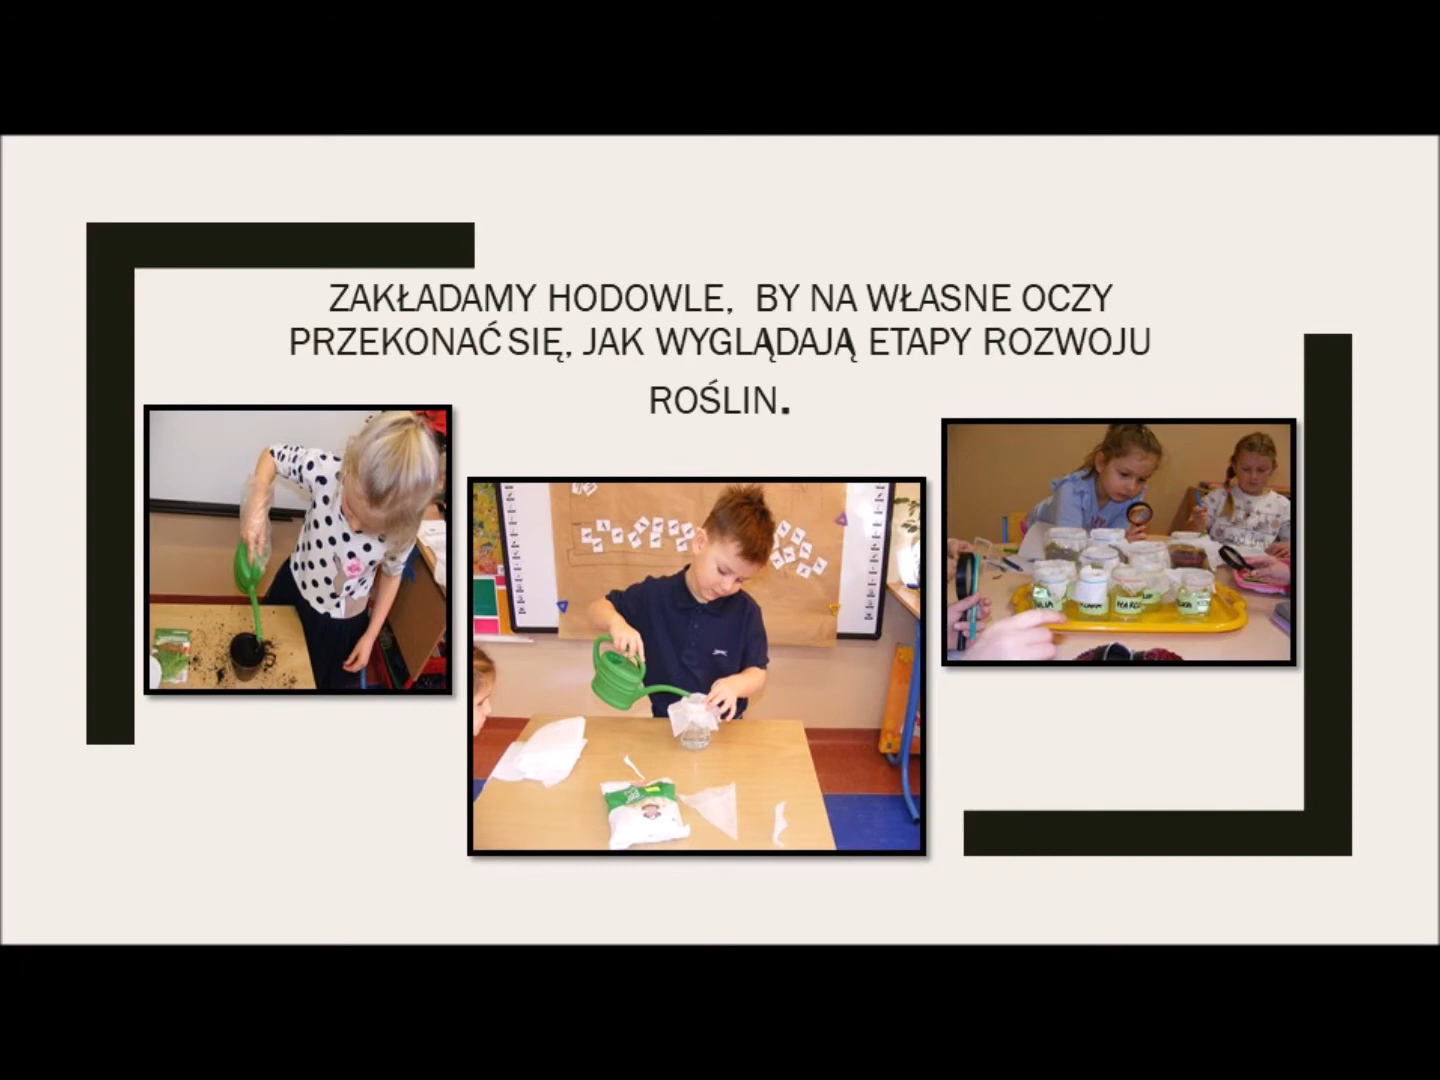 ZAKŁADAMY HODOWLE, BY NA WŁASNE OCZY
PRZEKONAĆ SIĘ, JAK WYGLĄDAJĄ ETAPY ROZWOJU
ROŚLIN.